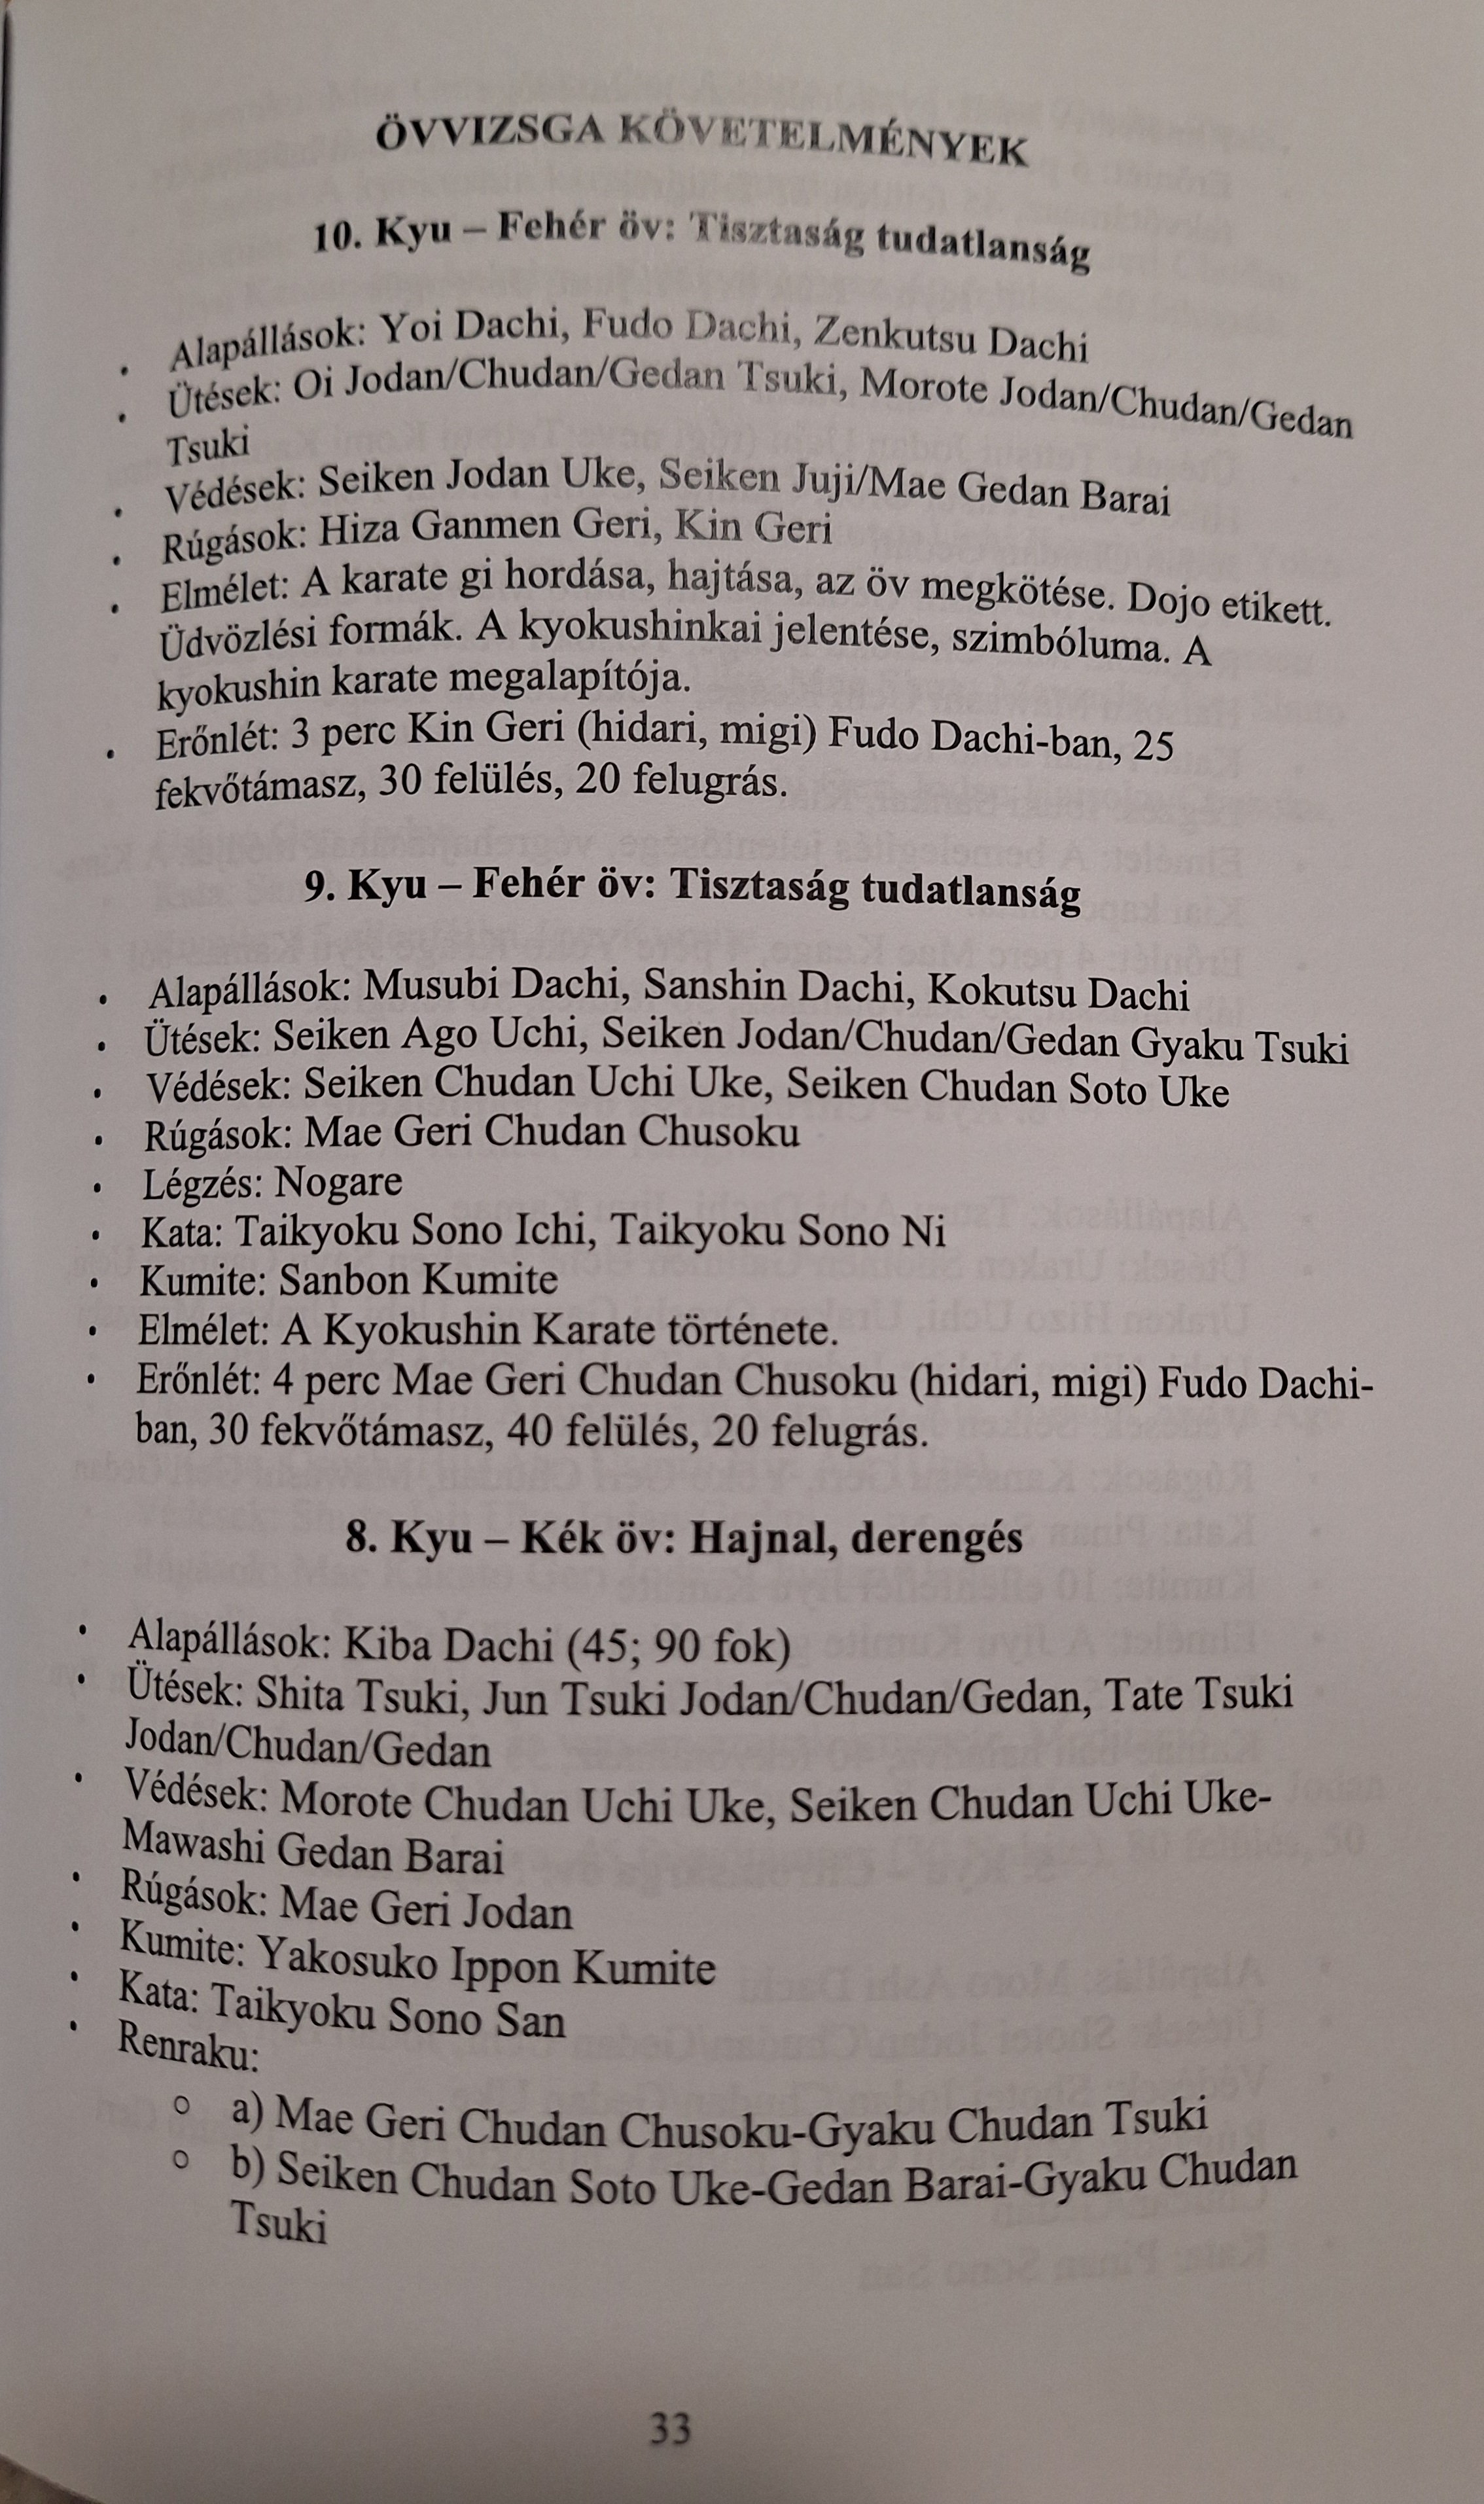 ÖVVIZSGA KÖVETELMÉNYEK
10. Kyu – Fehér öv: Tisztaság tudatlanság
• Alapállások: Yoi Dachi, Fudo Dachi, Zenkutsu Dachi
• Ütések: Oi Jodan/Chudan/Gedan Tsuki, Morote Jodan/Chudan/Gedan
Tsuki
• Védések: Seiken Jodan Uke, Seiken Juji/Mae Gedan Barai
• Rúgások: Hiza Ganmen Geri, Kin Geri
• Elmélet: A karate gi hordása, hajtása, az öv megkötése. Dojo etikett.
Üdvözlési formák. A kyokushinkai jelentése, szimbóluma. A
kyokushin karate megalapítója.
• Erőnlét: 3 perc Kin Geri (hidari, migi) Fudo Dachi-ban, 25
fekvőtámasz, 30 felülés, 20 felugrás.
9. Kyu – Fehér öv: Tisztaság tudatlanság
• Alapállások: Musubi Dachi, Sanshin Dachi, Kokutsu Dachi
• Ütések: Seiken Ago Uchi, Seiken Jodan/Chudan/Gedan Gyaku Tsuki
• Védések: Seiken Chudan Uchi Uke, Seiken Chudan Soto Uke
• Rúgások: Mae Geri Chudan Chusoku
• Légzés: Nogare
• Kata: Taikyoku Sono Ichi, Taikyoku Sono Ni
• Kumite: Sanbon Kumite
• Elmélet: A Kyokushin Karate története.
• Erőnlét: 4 perc Mae Geri Chudan Chusoku (hidari, migi) Fudo Dachi-
ban, 30 fekvőtámasz, 40 felülés, 20 felugrás.
8. Kyu – Kék öv: Hajnal, derengés
• Alapállások: Kiba Dachi (45; 90 fok)
• Ütések: Shita Tsuki, Jun Tsuki Jodan/Chudan/Gedan, Tate Tsuki
Jodan/Chudan/Gedan
• Védések: Morote Chudan Uchi Uke, Seiken Chudan Uchi Uke-
Mawashi Gedan Barai
• Rúgások: Mae Geri Jodan
• Kumite: Yakosuko Ippon Kumite
• Kata: Taikyoku Sono San
• Renraku:
○ a) Mae Geri Chudan Chusoku-Gyaku Chudan Tsuki
○ b) Seiken Chudan Soto Uke-Gedan Barai-Gyaku Chudan
Tsuki
33